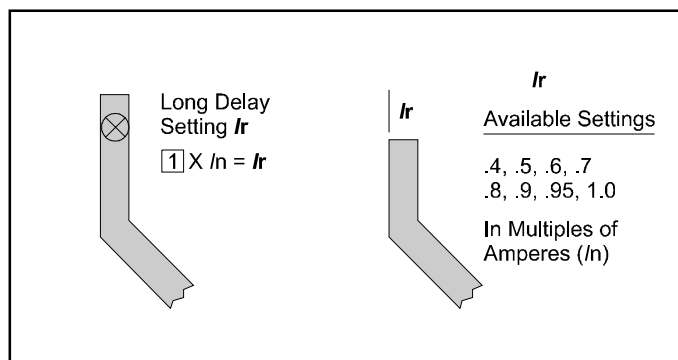 Long Delay
Setting Ir
1 X In = Ir
Ir
Ir
Available Settings
.4, .5, .6, .7
.8, .9, .95, 1.0
In Multiples of
Amperes (In)